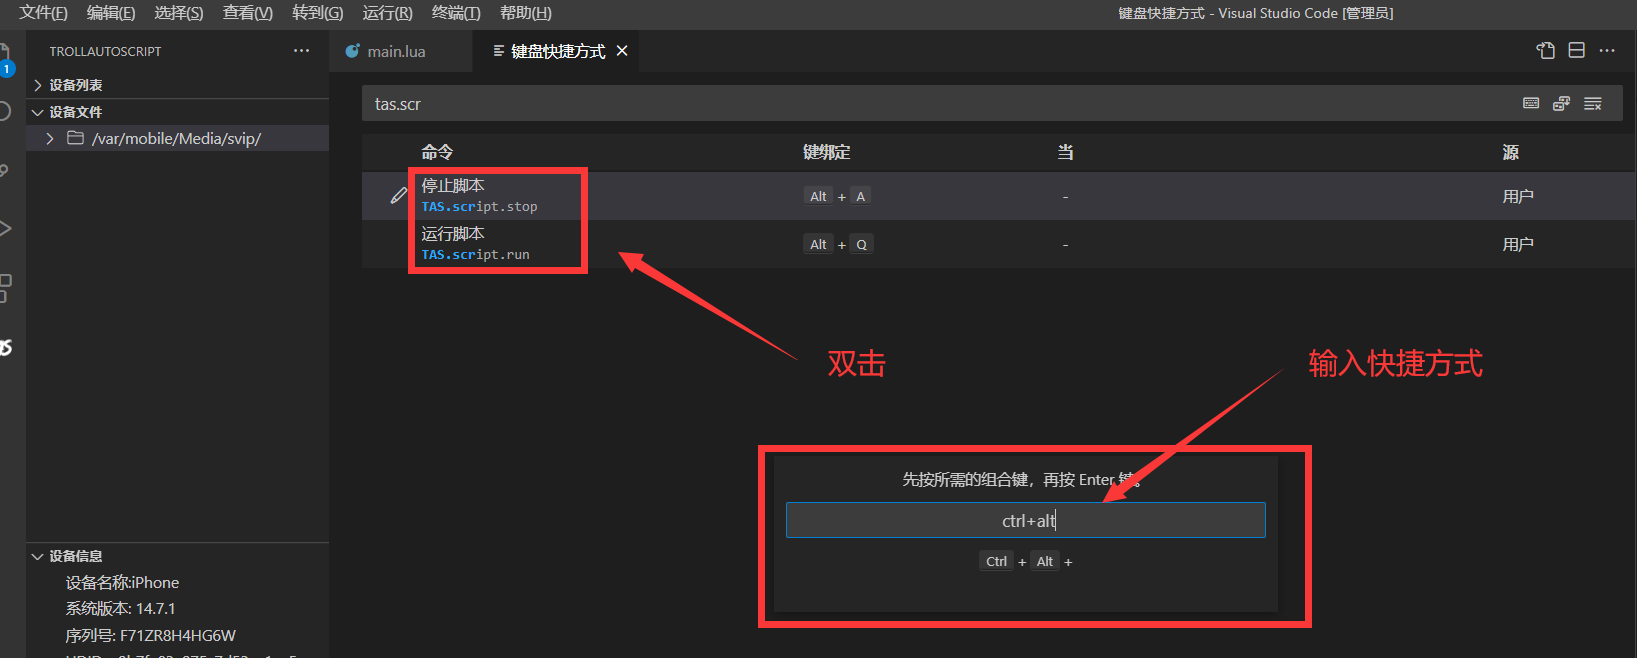 文件(F) 编辑(E) 选择(S) 查看(V) 转到(G) 运行(R) 终端(T) 帮助(H)
键盘快捷方式 - Visual Studio Code [管理员]
1
TROLLAUTOSCRIPT
设备列表
设备文件
/var/mobile/Media/svip/
main.lua
键盘快捷方式
tas.scr
命令 键绑定 当 源
停止脚本
TAS.script.stop
Alt + A - 用户
运行脚本
TAS.script.run
Alt + Q - 用户
双击
输入快捷方式
先按所需的组合键，再按 Enter 键。
ctrl+alt
Ctrl + Alt +
设备信息
设备名称:iPhone
系统版本: 14.7.1
序列号: F71ZR8H4HG6W